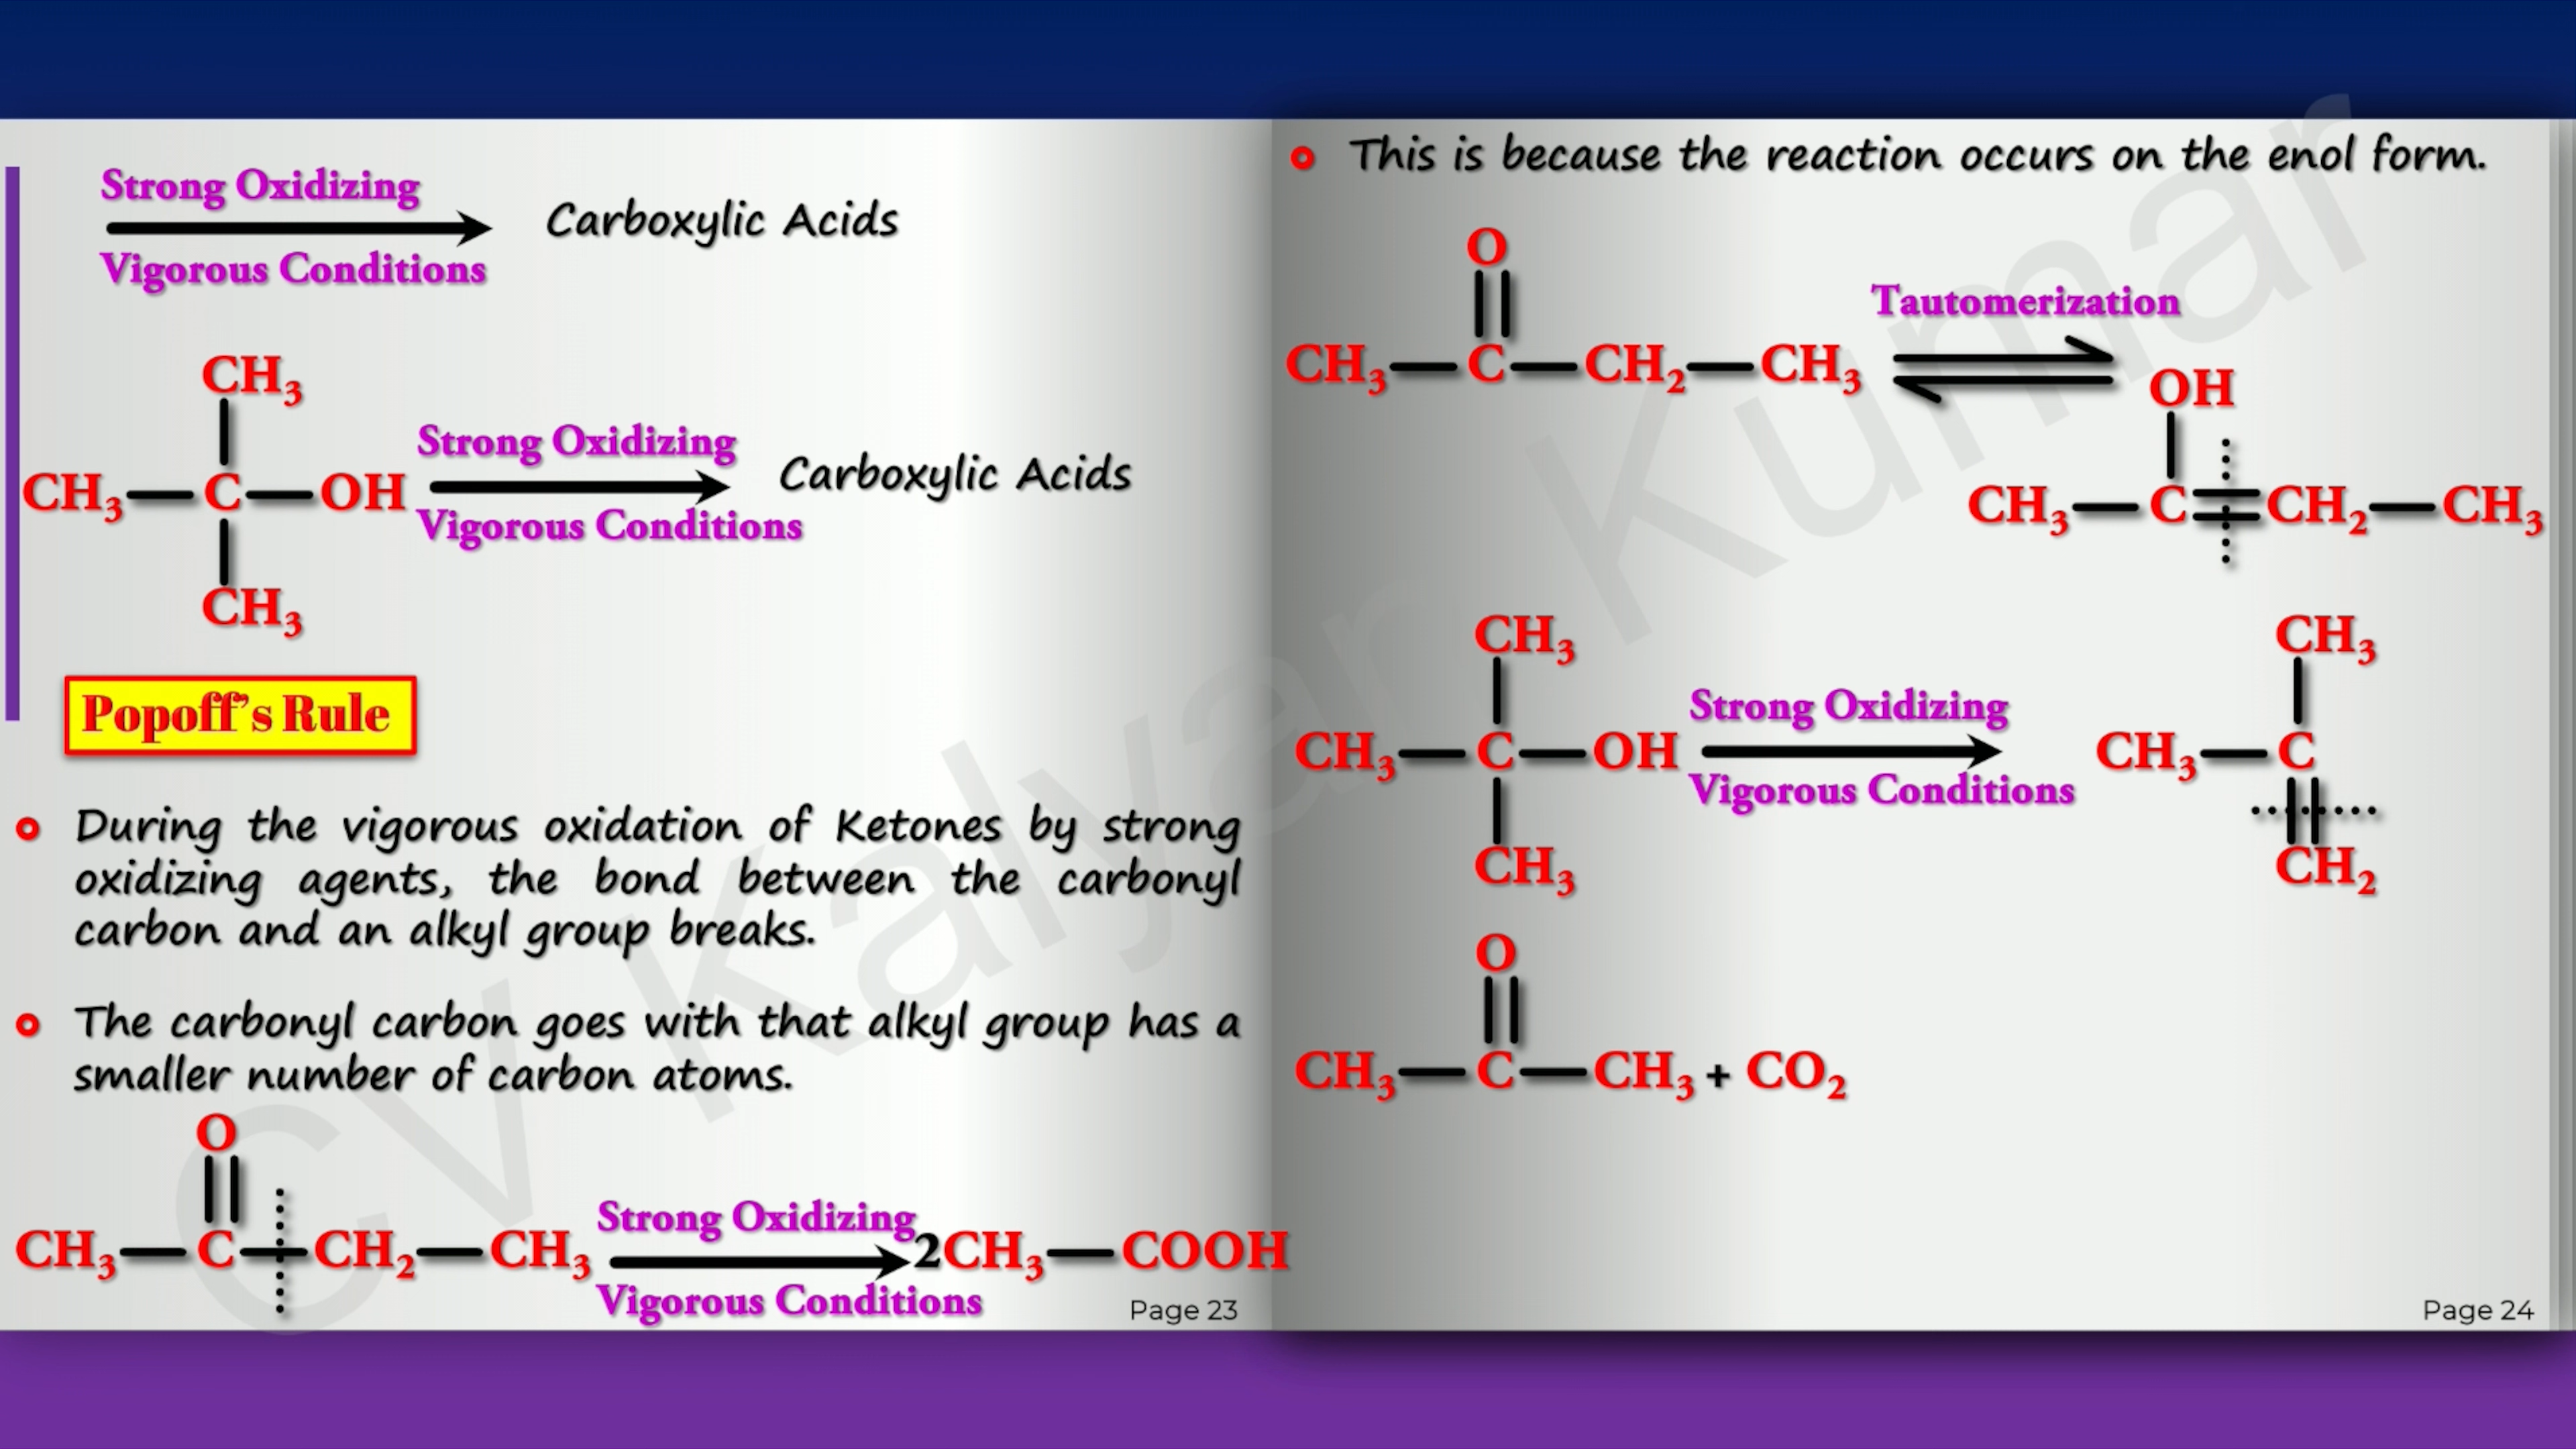 Strong Oxidizing
Vigorous Conditions
Carboxylic Acids
CH3
CH3—C—OH
CH3
Strong Oxidizing
Vigorous Conditions
Carboxylic Acids
Popoff's Rule
During the vigorous oxidation of Ketones by strong
oxidizing agents, the bond between the carbonyl
carbon and an alkyl group breaks.
The carbonyl carbon goes with that alkyl group has a
smaller number of carbon atoms.
O
CH3—C—CH2—CH3
Strong Oxidizing
Vigorous Conditions
2CH3—COOH
Page 23
This is because the reaction occurs on the enol form.
O
CH3—C—CH2—CH3
Tautomerization
OH
CH3—C=CH2—CH3
CH3
CH3—C—OH
CH3
Strong Oxidizing
Vigorous Conditions
CH3
CH3—C
CH2
O
CH3—C—CH3 + CO2
Page 24
CV Kalyan Kumar